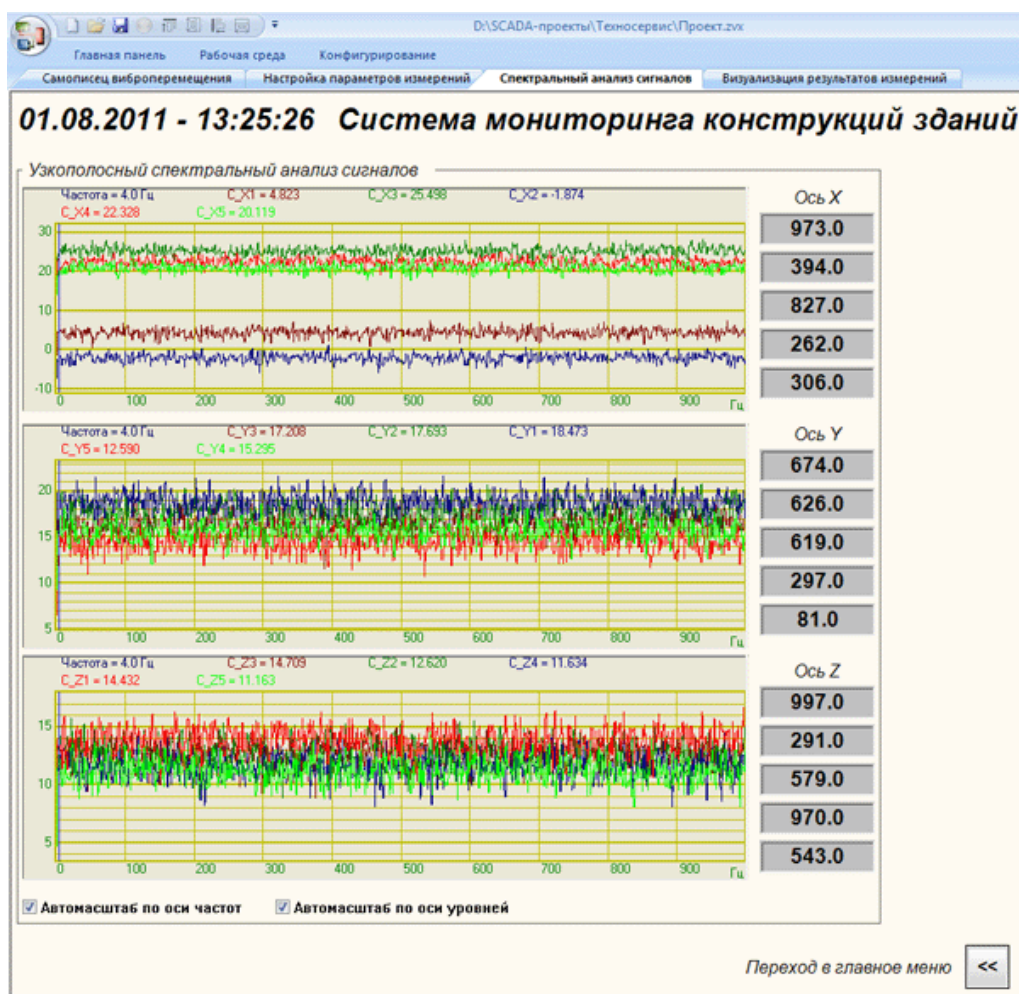 D:\SCADA-проекты\Техносервис\Проект.zvx
Главная панель Рабочая среда Конфигурирование
Самописец виброперемещения Настройка параметров измерений Спектральный анализ сигналов Визуализация результатов измерений
01.08.2011 - 13:25:26 Система мониторинга конструкций зданий
Узкополосный спектральный анализ сигналов
Частота = 4.0 Гц C_X1 = 4.823 C_X3 = 25.498 C_X2 = -1.874
C_X4 = 22.328 C_X5 = 20.119
30
20
10
0
-10
0 100 200 300 400 500 600 700 800 900 Гц
Ось X
973.0
394.0
827.0
262.0
306.0
Частота = 4.0 Гц C_Y3 = 17.208 C_Y2 = 17.693 C_Y1 = 18.473
C_Y5 = 12.590 C_Y4 = 15.295
20
15
10
5
0 100 200 300 400 500 600 700 800 900 Гц
Ось Y
674.0
626.0
619.0
297.0
81.0
Частота = 4.0 Гц C_Z3 = 14.709 C_Z2 = 12.620 C_Z4 = 11.634
C_Z1 = 14.432 C_Z5 = 11.163
15
10
5
0 100 200 300 400 500 600 700 800 900 Гц
Ось Z
997.0
291.0
579.0
970.0
543.0
Автомасштаб по оси частот Автомасштаб по оси уровней
Переход в главное меню <<